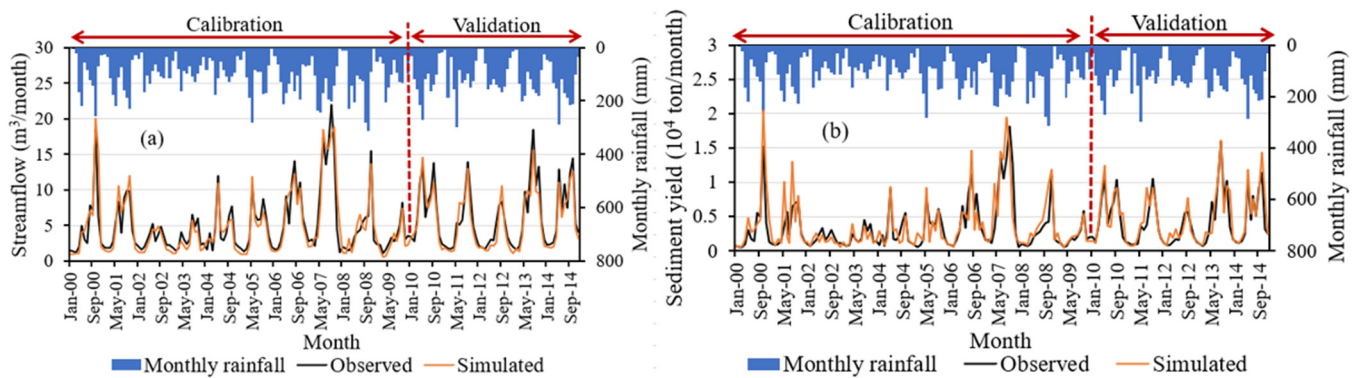 Calibration Validation
Streamflow (m³/month)
30
25
20
15
10
5
0
(a)
0
200
400
600
800
Monthly rainfall (mm)
Jan-00
Sep-00
May-01
Jan-02
Sep-02
May-03
Jan-04
Sep-04
May-05
Jan-06
Sep-06
May-07
Jan-08
Sep-08
May-09
Jan-10
Sep-10
May-11
Jan-12
Sep-12
May-13
Jan-14
Sep-14
Month
Monthly rainfall Observed Simulated
Calibration Validation
Sediment yield (10⁴ ton/month)
3
2.5
2
1.5
1
0.5
0
(b)
0
200
400
600
800
Monthly rainfall (mm)
Jan-00
Sep-00
May-01
Jan-02
Sep-02
May-03
Jan-04
Sep-04
May-05
Jan-06
Sep-06
May-07
Jan-08
Sep-08
May-09
Jan-10
Sep-10
May-11
Jan-12
Sep-12
May-13
Jan-14
Sep-14
Month
Monthly rainfall Observed Simulated